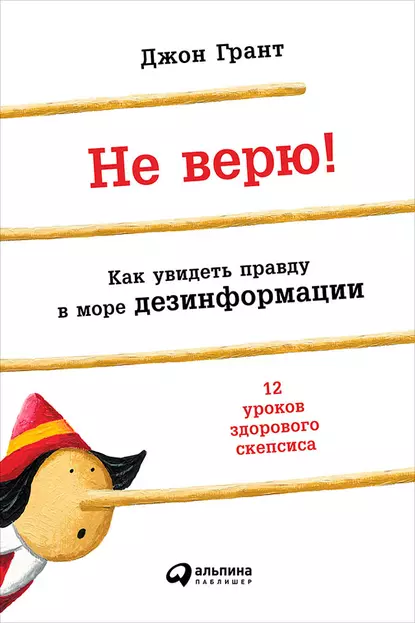 Джон Грант
Не верю!
Как увидеть правду
в море дезинформации
12
уроков
здорового
скепсиса
альпина
ПАБЛИШЕР